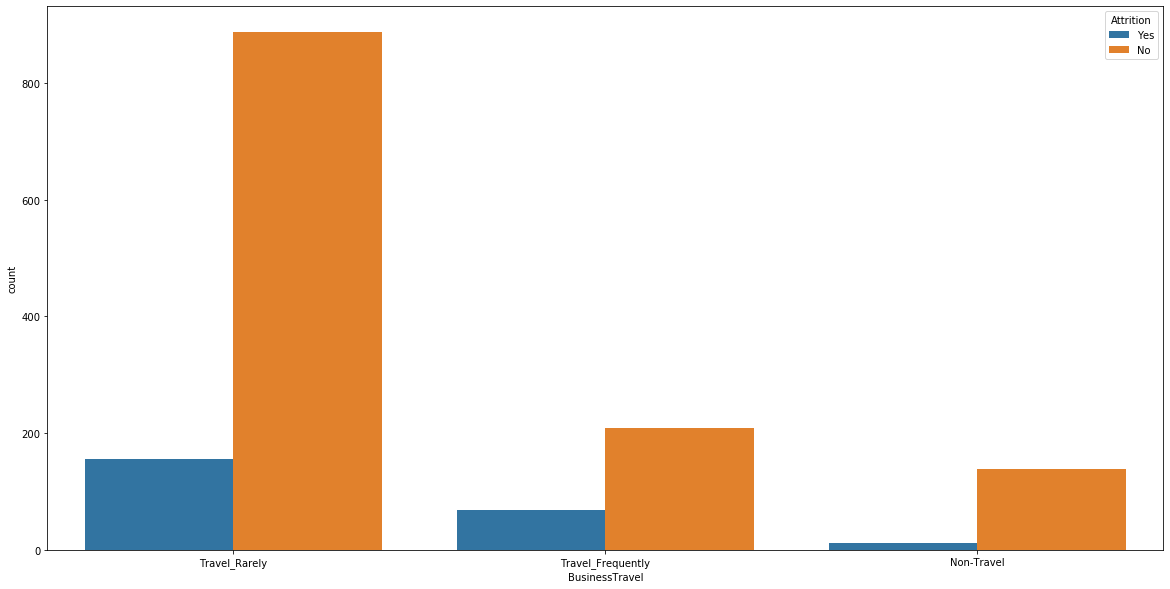 Attrition
Yes
No
count
800
600
400
200
0
Travel_Rarely
Travel_Frequently
Non-Travel
BusinessTravel